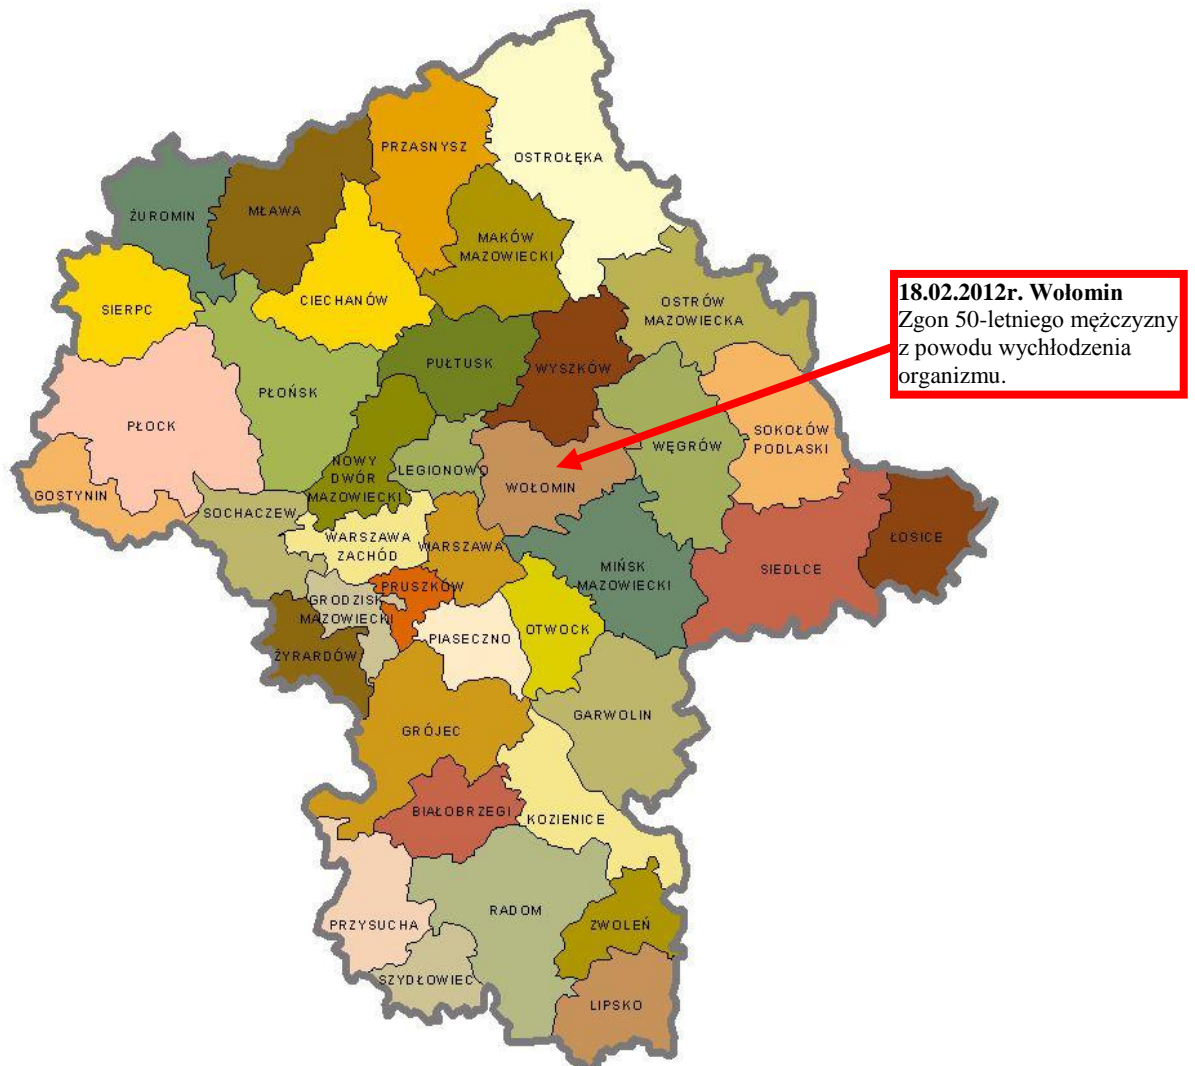 PRZASNYSZ
OSTROŁĘKA
ŻUROMIN
MŁAWA
MAKÓW
MAZOWIECKI
CIECHANÓW
SIERPC
OSTRÓW
MAZOWIECKA
18.02.2012r. Wołomin
Zgon 50-letniego mężczyzny
z powodu wychłodzenia
organizmu.
PUŁTUSK
WYSZKÓW
PŁOŃSK
PŁOCK
SOKOŁÓW
PODLASKI
WĘGRÓW
NOWY
DWÓR
MAZOWIECKI
LEGIONOWO
WOŁOMIN
GOSTYNIN
SOCHACZEW
WARSZAWA
ZACHÓD
WARSZAWA
ŁOSICE
SIEDLCE
MIŃSK
MAZOWIECKI
PRUSZKÓW
GRODZISK
MAZOWIECKI
OTWOCK
PIASECZNO
ŻYRARDÓW
GARWOLIN
GRÓJEC
BIAŁOBRZEGI
KOZIENICE
RADOM
PRZYSUCHA
ZWOLEŃ
SZYDŁOWIEC
LIPSKO